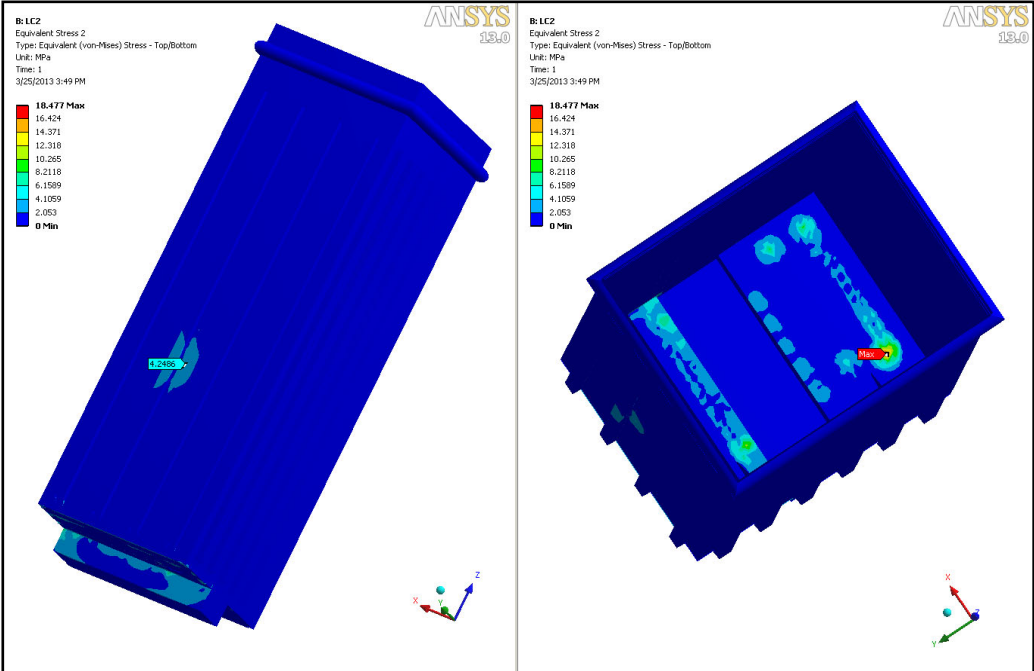 ANSYS
13.0
B: LC2
Equivalent Stress 2
Type: Equivalent (von-Mises) Stress - Top/Bottom
Unit: MPa
Time: 1
3/25/2013 3:49 PM
18.477 Max
16.424
14.371
12.318
10.265
8.2118
6.1589
4.1059
2.053
0 Min
4.2486
X
Y
Z
ANSYS
13.0
B: LC2
Equivalent Stress 2
Type: Equivalent (von-Mises) Stress - Top/Bottom
Unit: MPa
Time: 1
3/25/2013 3:49 PM
18.477 Max
16.424
14.371
12.318
10.265
8.2118
6.1589
4.1059
2.053
0 Min
Max
X
Z
Y